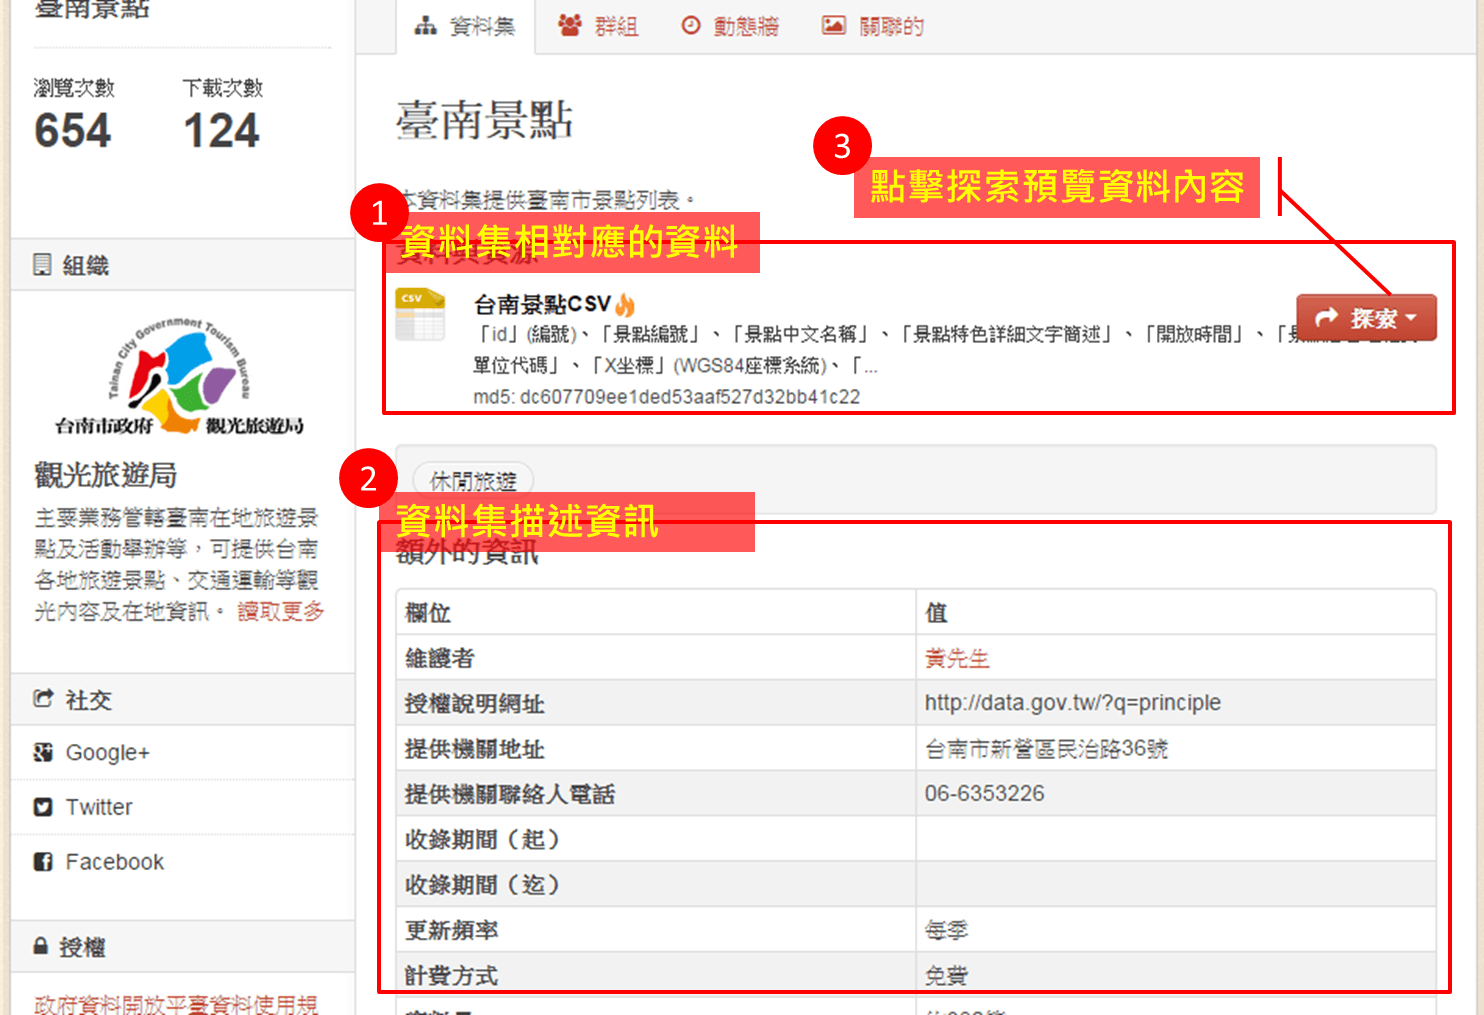 臺南景點
瀏覽次數
下載次數
654
124
組織
Tainan City Government Tourism Bureau
台南市政府
觀光旅遊局
觀光旅遊局
主要業務管轄臺南在地旅遊景
點及活動舉辦等，可提供台南
各地旅遊景點、交通運輸等觀
光內容及在地資訊。 讀取更多
社交
Google+
Twitter
Facebook
授權
政府資料開放平臺資料使用規
資料集
群組
動態牆
關聯的
臺南景點
3
點擊探索預覽資料內容
本資料集提供臺南市景點列表。
1
資料集相對應的資料
資料與資源
CSV
台南景點CSV
探索
「id」(編號)、「景點編號」、「景點中文名稱」、「景點特色詳細文字簡述」、「開放時間」、「
單位代碼」、「X坐標」(WGS84座標系統)、「...
md5: dc607709ee1ded53aaf527d32bb41c22
休閒旅遊
2
資料集描述資訊
額外的資訊
欄位 值
維護者 黃先生
授權說明網址 http://data.gov.tw/?q=principle
提供機關地址 台南市新營區民治路36號
提供機關聯絡人電話 06-6353226
收錄期間（起）
收錄期間（迄）
更新頻率 每季
計費方式 免費